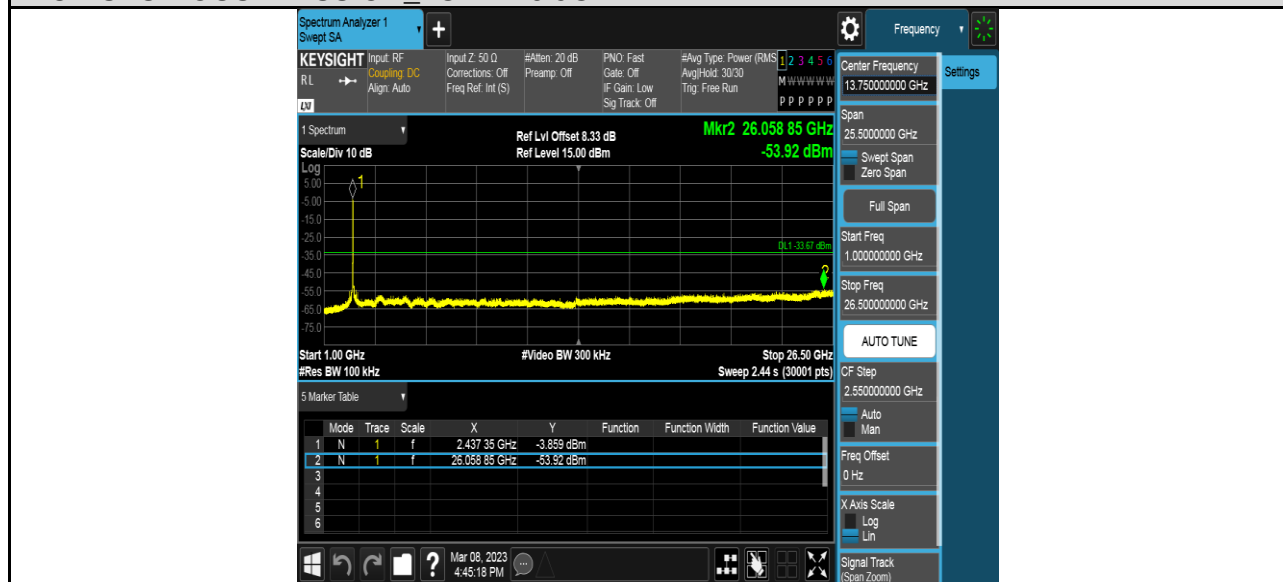 Spectrum Analyzer 1
Swept SA
Frequency
KEYSIGHT
RL
LXI
Input: RF
Coupling: DC
Align: Auto
Input Z: 50 Ω
Corrections: Off
Freq Ref: Int (S)
#Atten: 20 dB
Preamp: Off
PNO: Fast
Gate: Off
IF Gain: Low
Sig Track: Off
#Avg Type: Power (RMS
Avg|Hold: 30/30
Trig: Free Run
1 2 3 4 5 6
M W W W W W
P P P P P P
1 Spectrum
Scale/Div 10 dB
Ref Lvl Offset 8.33 dB
Ref Level 15.00 dBm
Mkr2 26.058 85 GHz
-53.92 dBm
Log
5.00
-5.00
-15.0
-25.0
-35.0
-45.0
-55.0
-65.0
-75.0
1
2
DL1 -33.67 dBm
Start 1.00 GHz
#Res BW 100 kHz
#Video BW 300 kHz
Stop 26.50 GHz
Sweep 2.44 s (30001 pts)
5 Marker Table
Mode Trace Scale X Y Function Function Width Function Value
1 N 1 f 2.437 35 GHz -3.859 dBm
2 N 1 f 26.058 85 GHz -53.92 dBm
3
4
5
6
Mar 08, 2023
4:45:18 PM
Center Frequency
13.750000000 GHz
Settings
Span
25.5000000 GHz
Swept Span
Zero Span
Full Span
Start Freq
1.000000000 GHz
Stop Freq
26.500000000 GHz
AUTO TUNE
CF Step
2.550000000 GHz
Auto
Man
Freq Offset
0 Hz
X Axis Scale
Log
Lin
Signal Track
(Span Zoom)